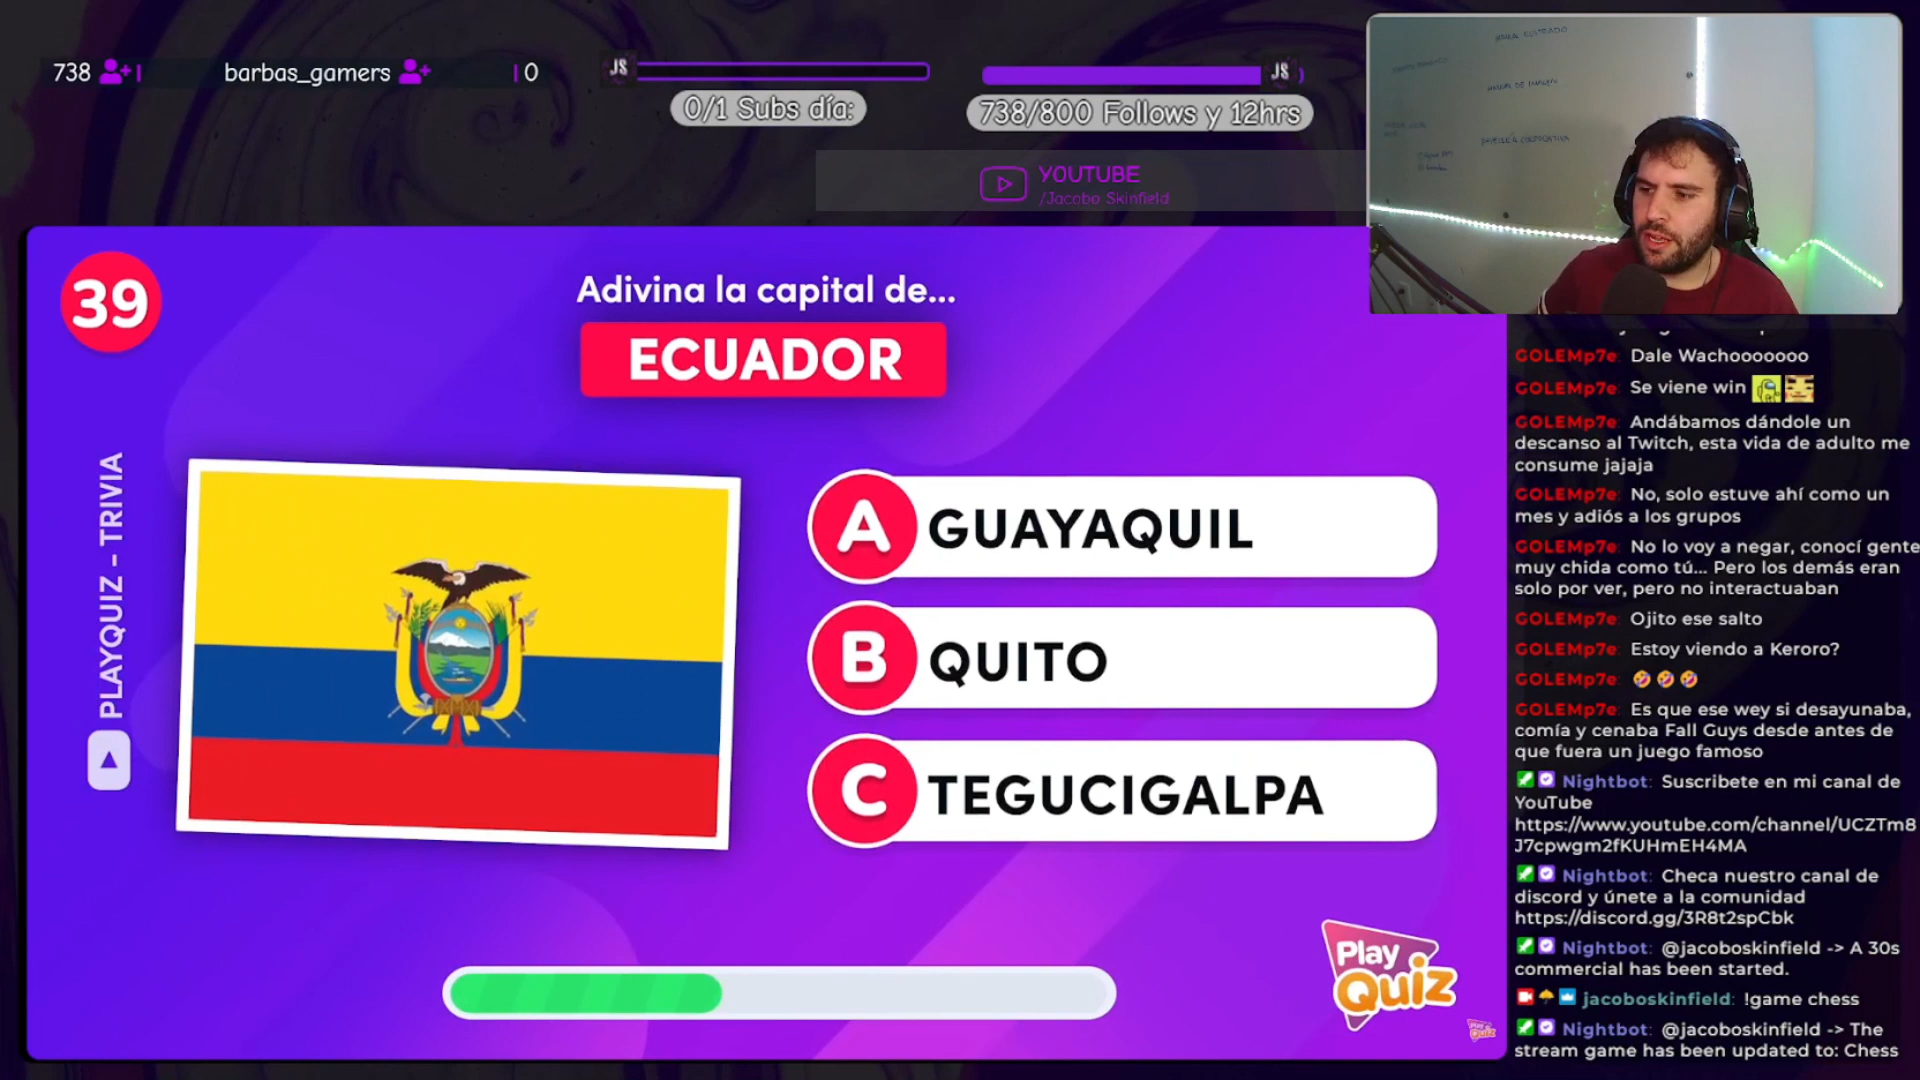 738
barbas_gamers
0
JS
0/1 Subs día:
JS
738/800 Follows y 12hrs
YOUTUBE
/Jacobo Skinfield
39
Adivina la capital de...
ECUADOR
PLAYQUIZ - TRIVIA
A GUAYAQUIL
B QUITO
C TEGUCIGALPA
Play
Quiz
GOLEMp7e: Dale Wachooooooo
GOLEMp7e: Se viene win
GOLEMp7e: Andábamos dándole un
descanso al Twitch, esta vida de adulto me
consume jajaja
GOLEMp7e: No, solo estuve ahí como un
mes y adiós a los grupos
GOLEMp7e: No lo voy a negar, conocí gente
muy chida como tú... Pero los demás eran
solo por ver, pero no interactuaban
GOLEMp7e: Ojito ese salto
GOLEMp7e: Estoy viendo a Keroro?
GOLEMp7e: 🤣 🤣 🤣
GOLEMp7e: Es que ese wey si desayunaba,
comía y cenaba Fall Guys desde antes de
que fuera un juego famoso
Nightbot: Suscribete en mi canal de
YouTube
https://www.youtube.com/channel/UCZTm8
J7cpwgm2fKUHmEH4MA
Nightbot: Checa nuestro canal de
discord y únete a la comunidad
https://discord.gg/3R8t2spCbk
Nightbot: @jacoboskinfield -> A 30s
commercial has been started.
jacoboskinfield: !game chess
Nightbot: @jacoboskinfield -> The
stream game has been updated to: Chess